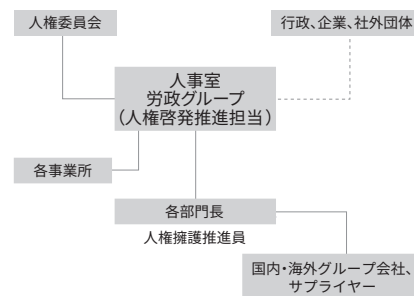 人権委員会
行政、企業、社外団体
人事室
労政グループ
（人権啓発推進担当）
各事業所
各部門長
人権擁護推進員
国内・海外グループ会社、
サプライヤー